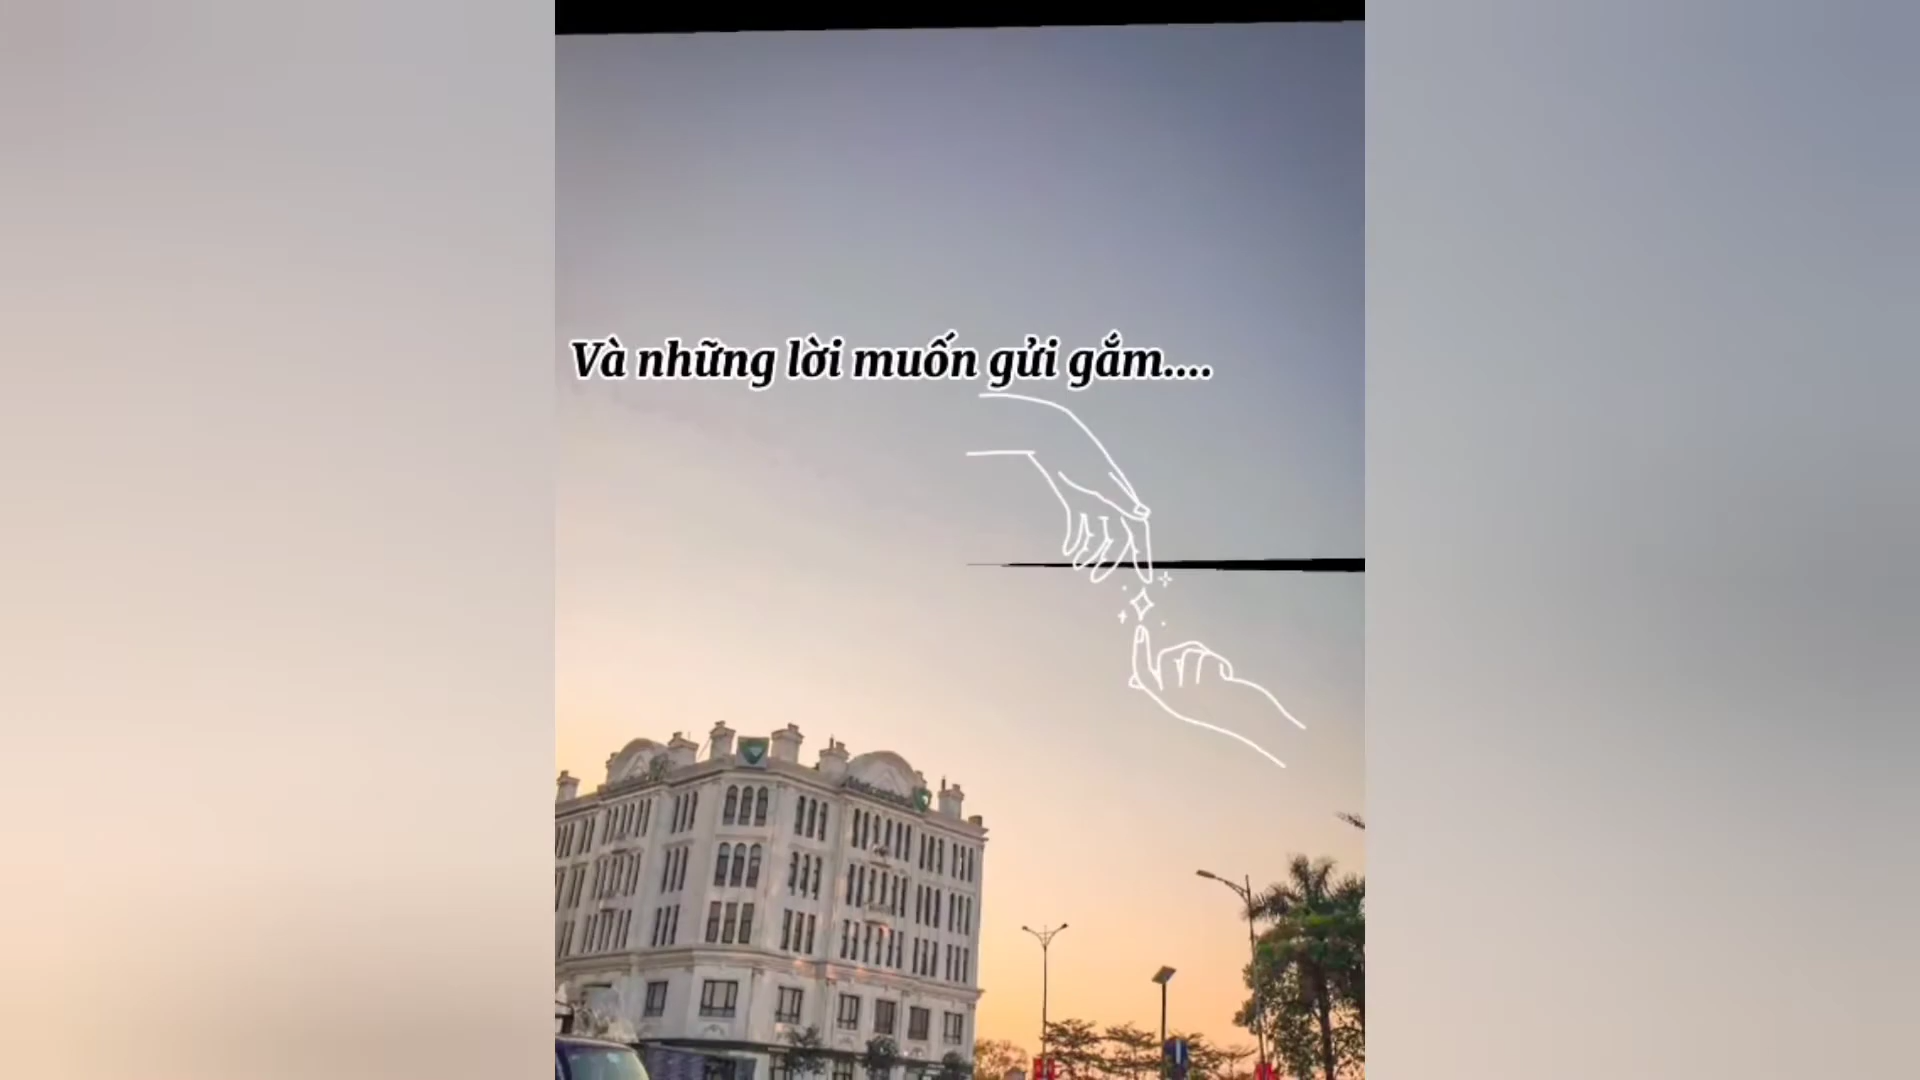 Và những lời muốn gửi gắm....